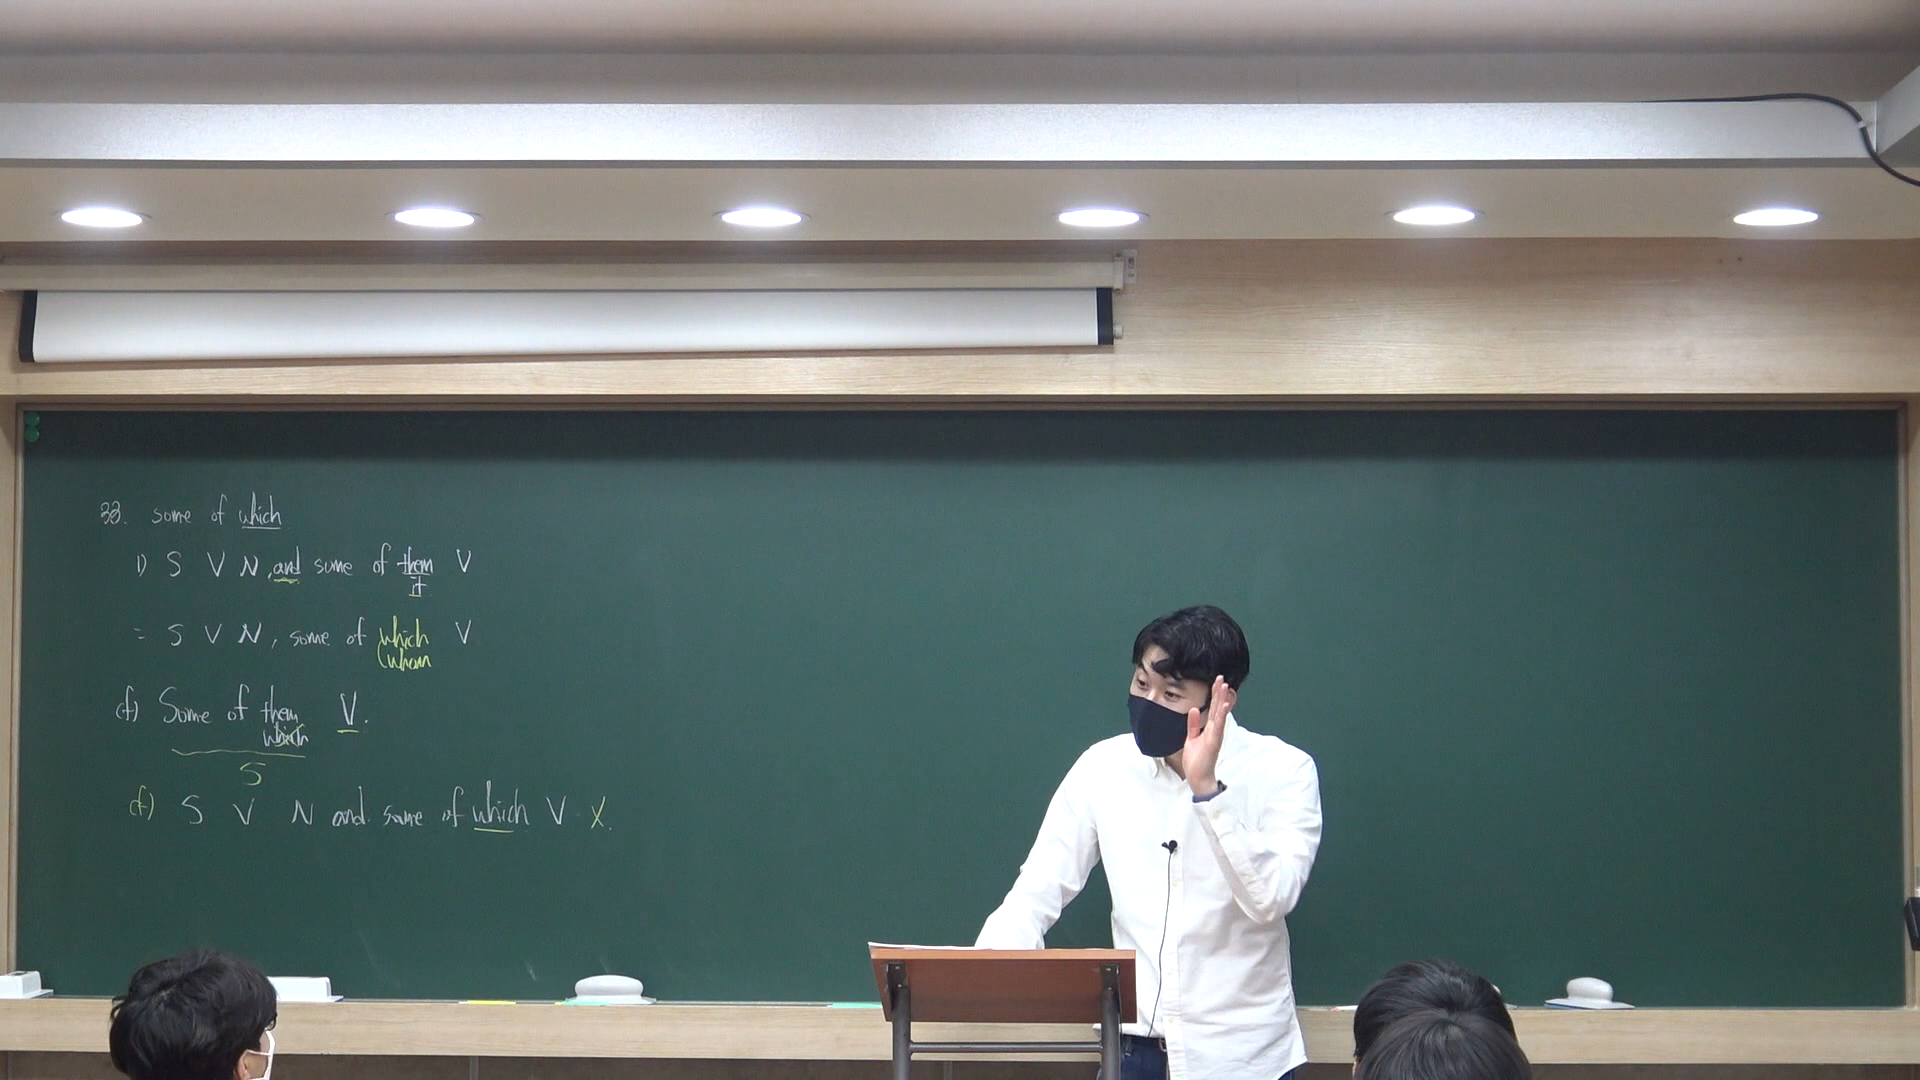 33. some of which
1) S V N, and some of them V
it
= S V N, some of which V
(whom
cf) Some of them V.
which
S
cf) S V N and some of which V X.